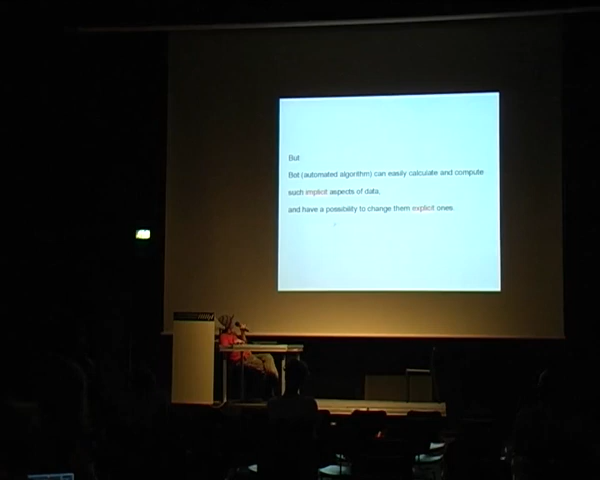 But
Bot (automated algorithm) can easily calculate and compute
such implicit aspects of data,
and have a possibility to change them explicit ones.